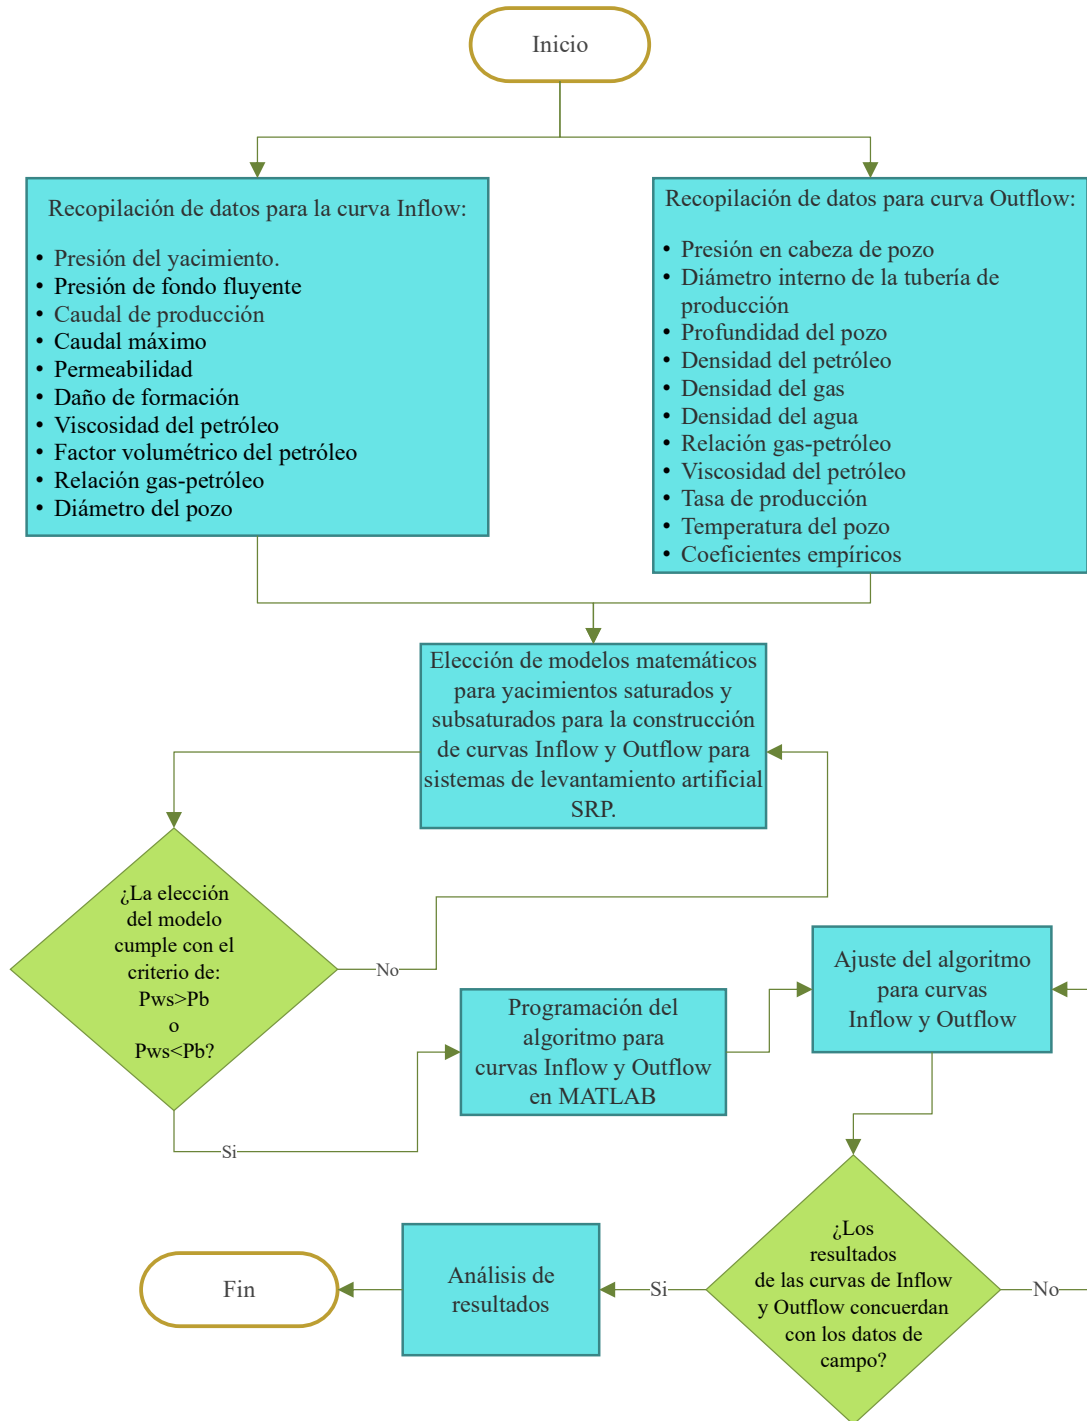 Inicio
Recopilación de datos para la curva Inflow:
• Presión del yacimiento.
• Presión de fondo fluyente
• Caudal de producción
• Caudal máximo
• Permeabilidad
• Daño de formación
• Viscosidad del petróleo
• Factor volumétrico del petróleo
• Relación gas-petróleo
• Diámetro del pozo
Recopilación de datos para curva Outflow:
• Presión en cabeza de pozo
• Diámetro interno de la tubería de
producción
• Profundidad del pozo
• Densidad del petróleo
• Densidad del gas
• Densidad del agua
• Relación gas-petróleo
• Viscosidad del petróleo
• Tasa de producción
• Temperatura del pozo
• Coeficientes empíricos
Elección de modelos matemáticos
para yacimientos saturados y
subsaturados para la construcción
de curvas Inflow y Outflow para
sistemas de levantamiento artificial
SRP.
¿La elección
del modelo
cumple con el
criterio de:
Pws>Pb
o
Pws<Pb?
No
Si
Programación del
algoritmo para
curvas Inflow y Outflow
en MATLAB
Ajuste del algoritmo
para curvas
Inflow y Outflow
¿Los
resultados
de las curvas de Inflow
y Outflow concuerdan
con los datos de
campo?
No
Si
Análisis de
resultados
Fin